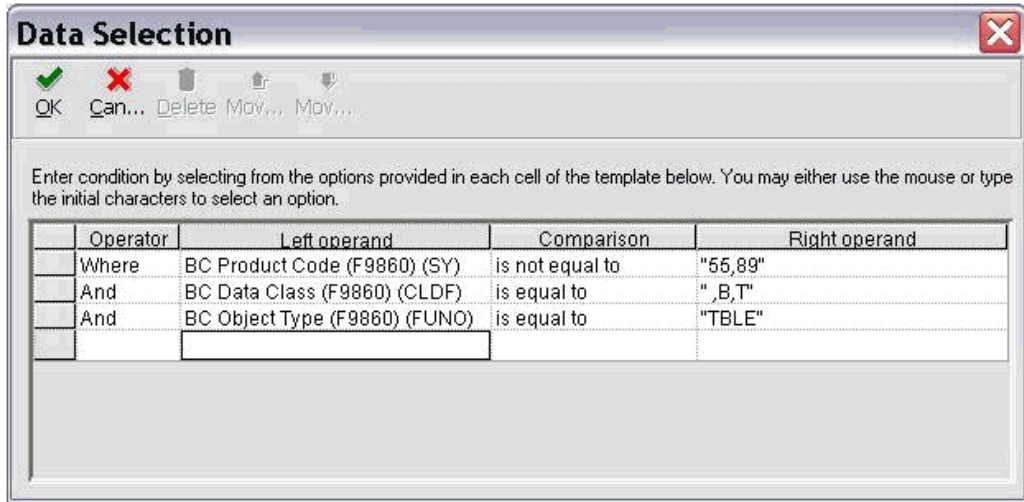 Data Selection
OK Can... Delete Mov... Mov...
Enter condition by selecting from the options provided in each cell of the template below. You may either use the mouse or type
the initial characters to select an option.
Operator Left operand Comparison Right operand
Where BC Product Code (F9860) (SY) is not equal to "55,89"
And BC Data Class (F9860) (CLDF) is equal to " ,B,T"
And BC Object Type (F9860) (FUNO) is equal to "TBLE"